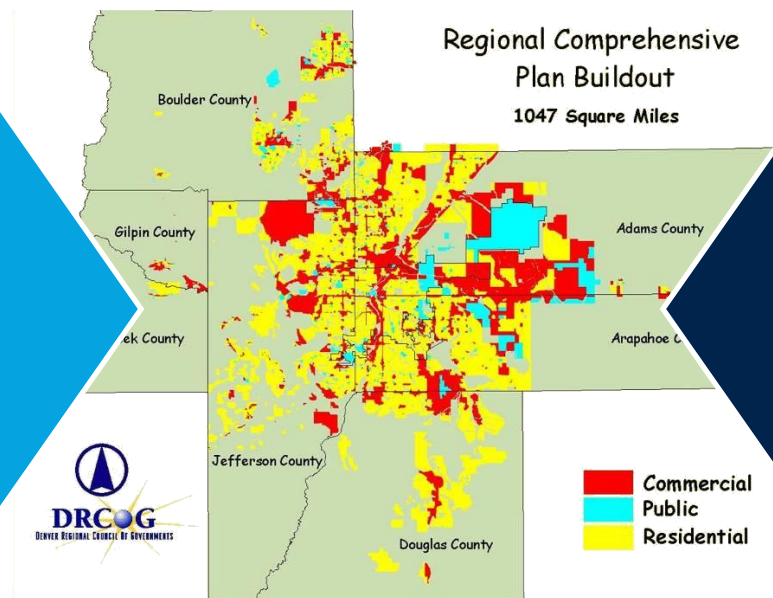 Regional Comprehensive
Plan Buildout
1047 Square Miles
Boulder County
Gilpin County
Adams County
ek County
Arapahoe C
Jefferson County
Douglas County
Commercial
Public
Residential
DRCOG
DENVER REGIONAL COUNCIL OF GOVERNMENTS